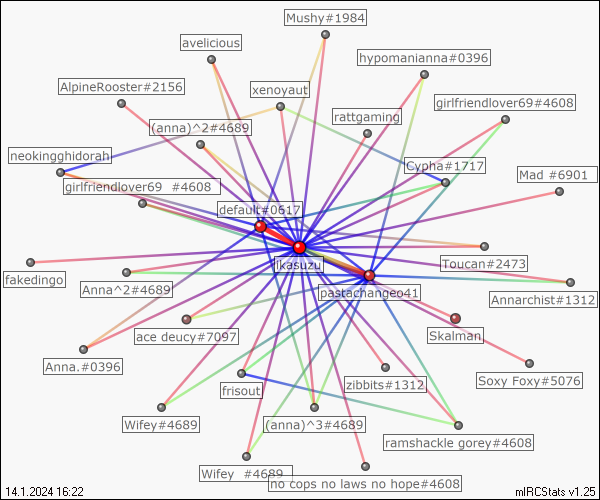 Mushy#1984
avelicious
hypomanianna#0396
AlpineRooster#2156
xenoyaut
girlfriendlover69#4608
rattgaming
(anna)^2#4689
neokingghidorah
Cypha#1717
Mad #6901
girlfriendlover69 #4608
default#0617
ikasuzu
Toucan#2473
fakedingo
Anna^2#4689
pastachangeo41
Annarchist#1312
ace deucy#7097
Skalman
Anna.#0396
frisout
zibbits#1312
Soxy Foxy#5076
Wifey#4689
(anna)^3#4689
ramshackle gorey#4608
Wifey #4689
no cops no laws no hope#4608
14.1.2024 16:22
mIRCStats v1.25